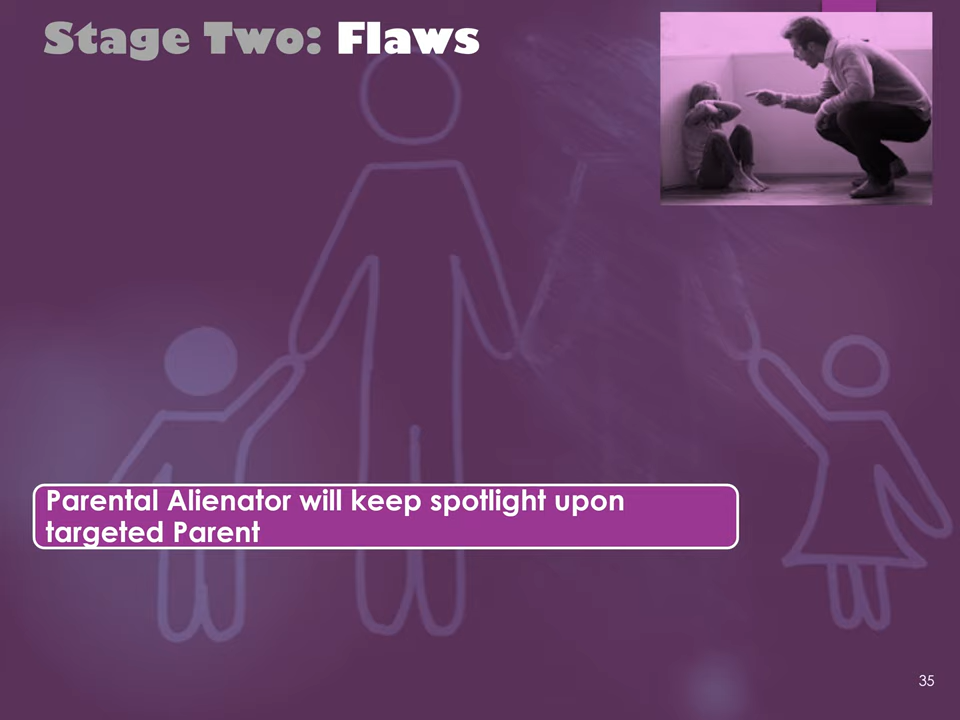 Stage Two: Flaws
Parental Alienator will keep spotlight upon
targeted Parent
35